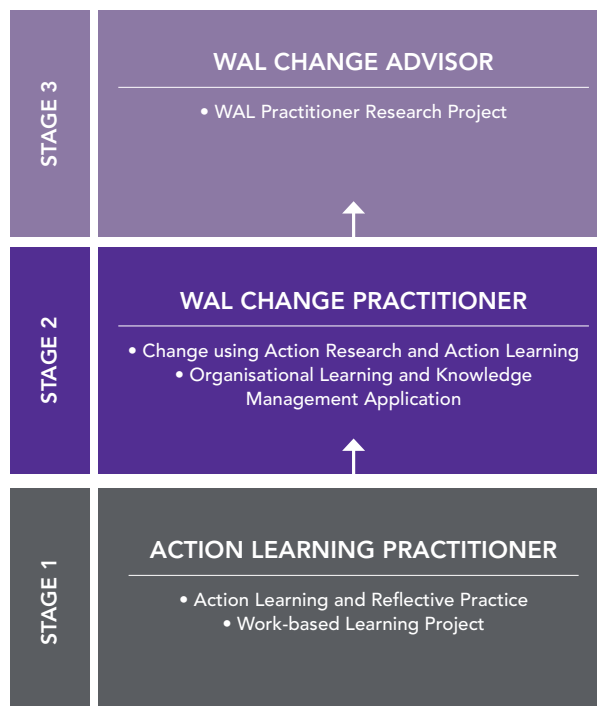 STAGE 3
WAL CHANGE ADVISOR
• WAL Practitioner Research Project
STAGE 2
WAL CHANGE PRACTITIONER
• Change using Action Research and Action Learning
• Organisational Learning and Knowledge
Management Application
STAGE 1
ACTION LEARNING PRACTITIONER
• Action Learning and Reflective Practice
• Work-based Learning Project